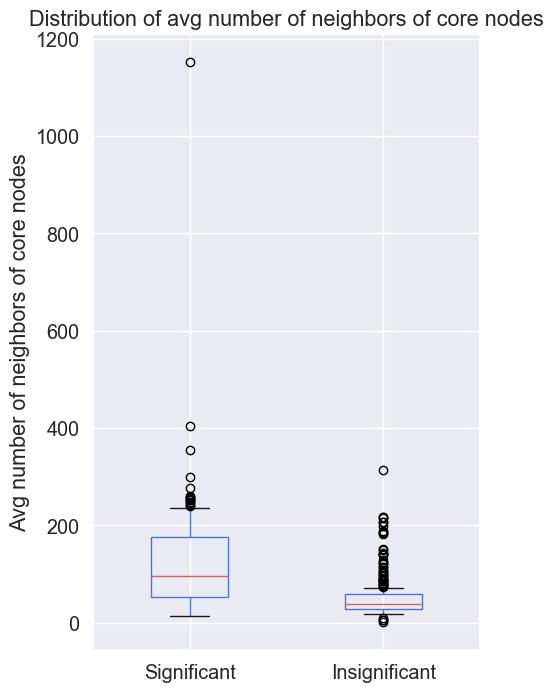 Distribution of avg number of neighbors of core nodes
Avg number of neighbors of core nodes
1200
1000
800
600
400
200
0
Significant
Insignificant